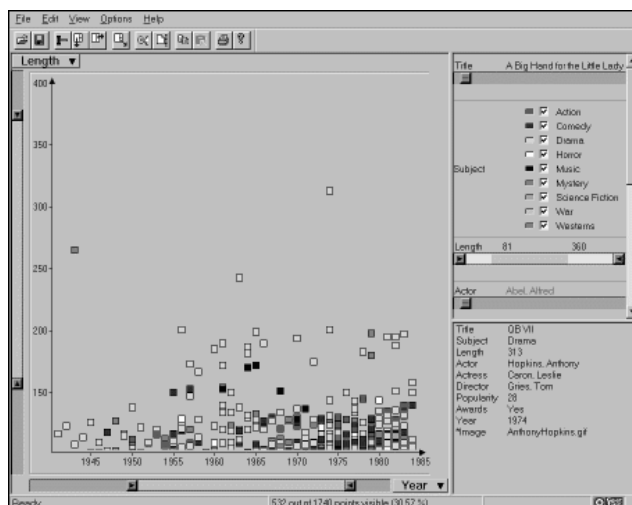 File Edit View Options Help
Length ▼
400
350
300
250
200
150
1945 1950 1955 1960 1965 1970 1975 1980 1985
Year ▼
Title A Big Hand for the Little Lady
Subject
Action
Comedy
Drama
Horror
Music
Mystery
Science Fiction
War
Westerns
Length 81 360
Actor Abel, Alfred
Title QB VII
Subject Drama
Length 313
Actor Hopkins, Anthony
Actress Caron, Leslie
Director Gries, Tom
Popularity 28
Awards Yes
Year 1974
*Image AnthonyHopkins.gif
Ready 532 out of 1740 points visible (30.57 %)